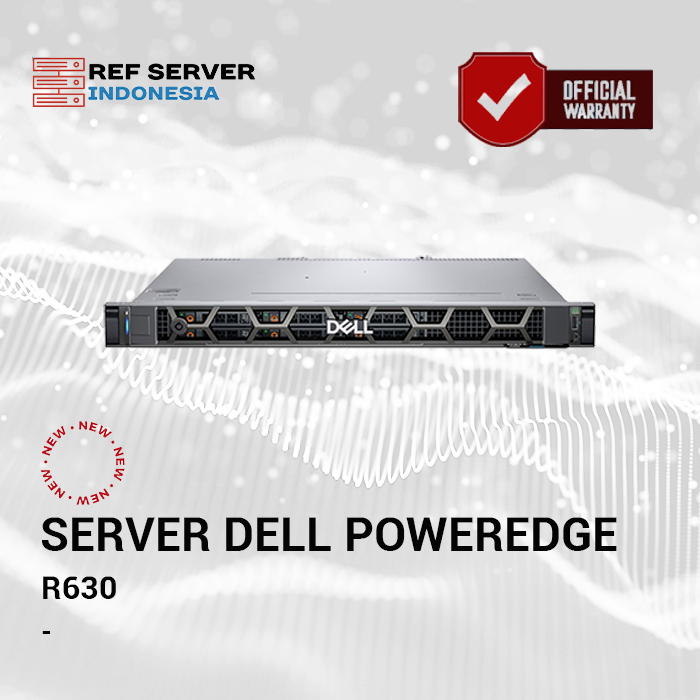 REF SERVER
INDONESIA
OFFICIAL
WARRANTY
DELL
NEW · NEW · NEW · NEW · NEW ·
SERVER DELL POWEREDGE
R630
-